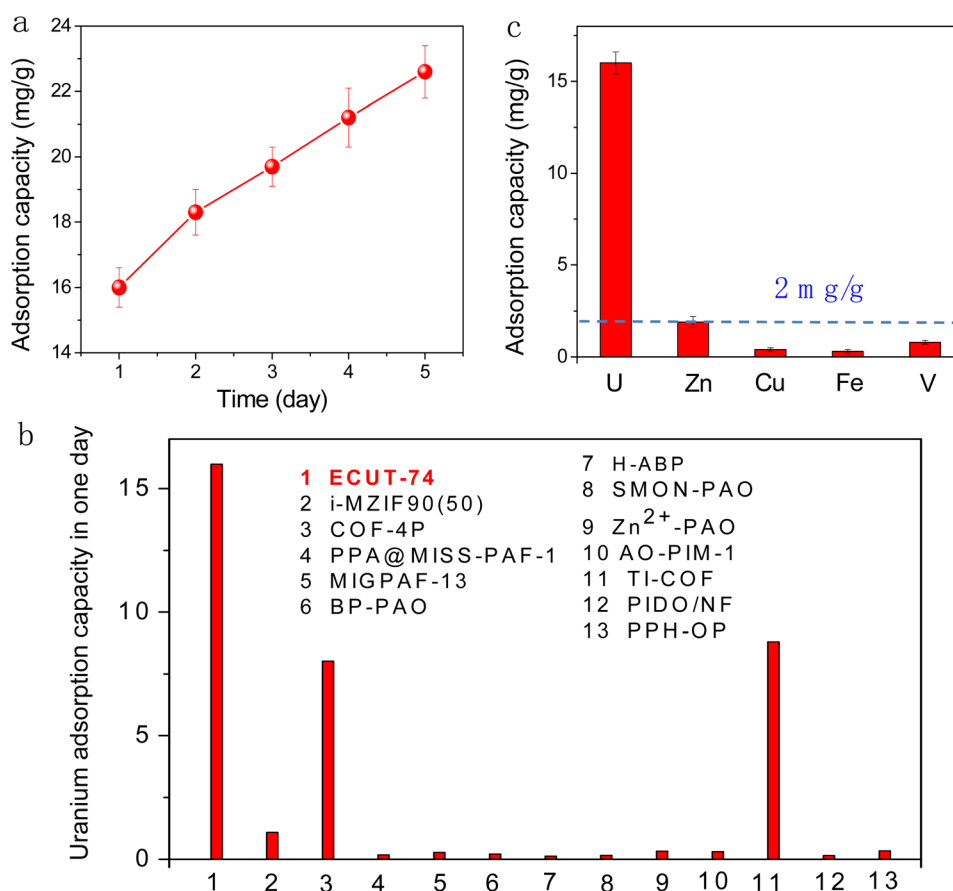 a
Adsorption capacity (mg/g)
24
22
20
18
16
14
1 2 3 4 5
Time (day)
c
Adsorption capacity (mg/g)
15
10
5
0
2 mg/g
U Zn Cu Fe V
b
Uranium adsorption capacity in one day
15
10
5
0
1 ECUT-74
2 i-MZIF90(50)
3 COF-4P
4 PPA@MISS-PAF-1
5 MIGPAF-13
6 BP-PAO
7 H-ABP
8 SMON-PAO
9 Zn²⁺-PAO
10 AO-PIM-1
11 TI-COF
12 PIDO/NF
13 PPH-OP
1 2 3 4 5 6 7 8 9 10 11 12 13